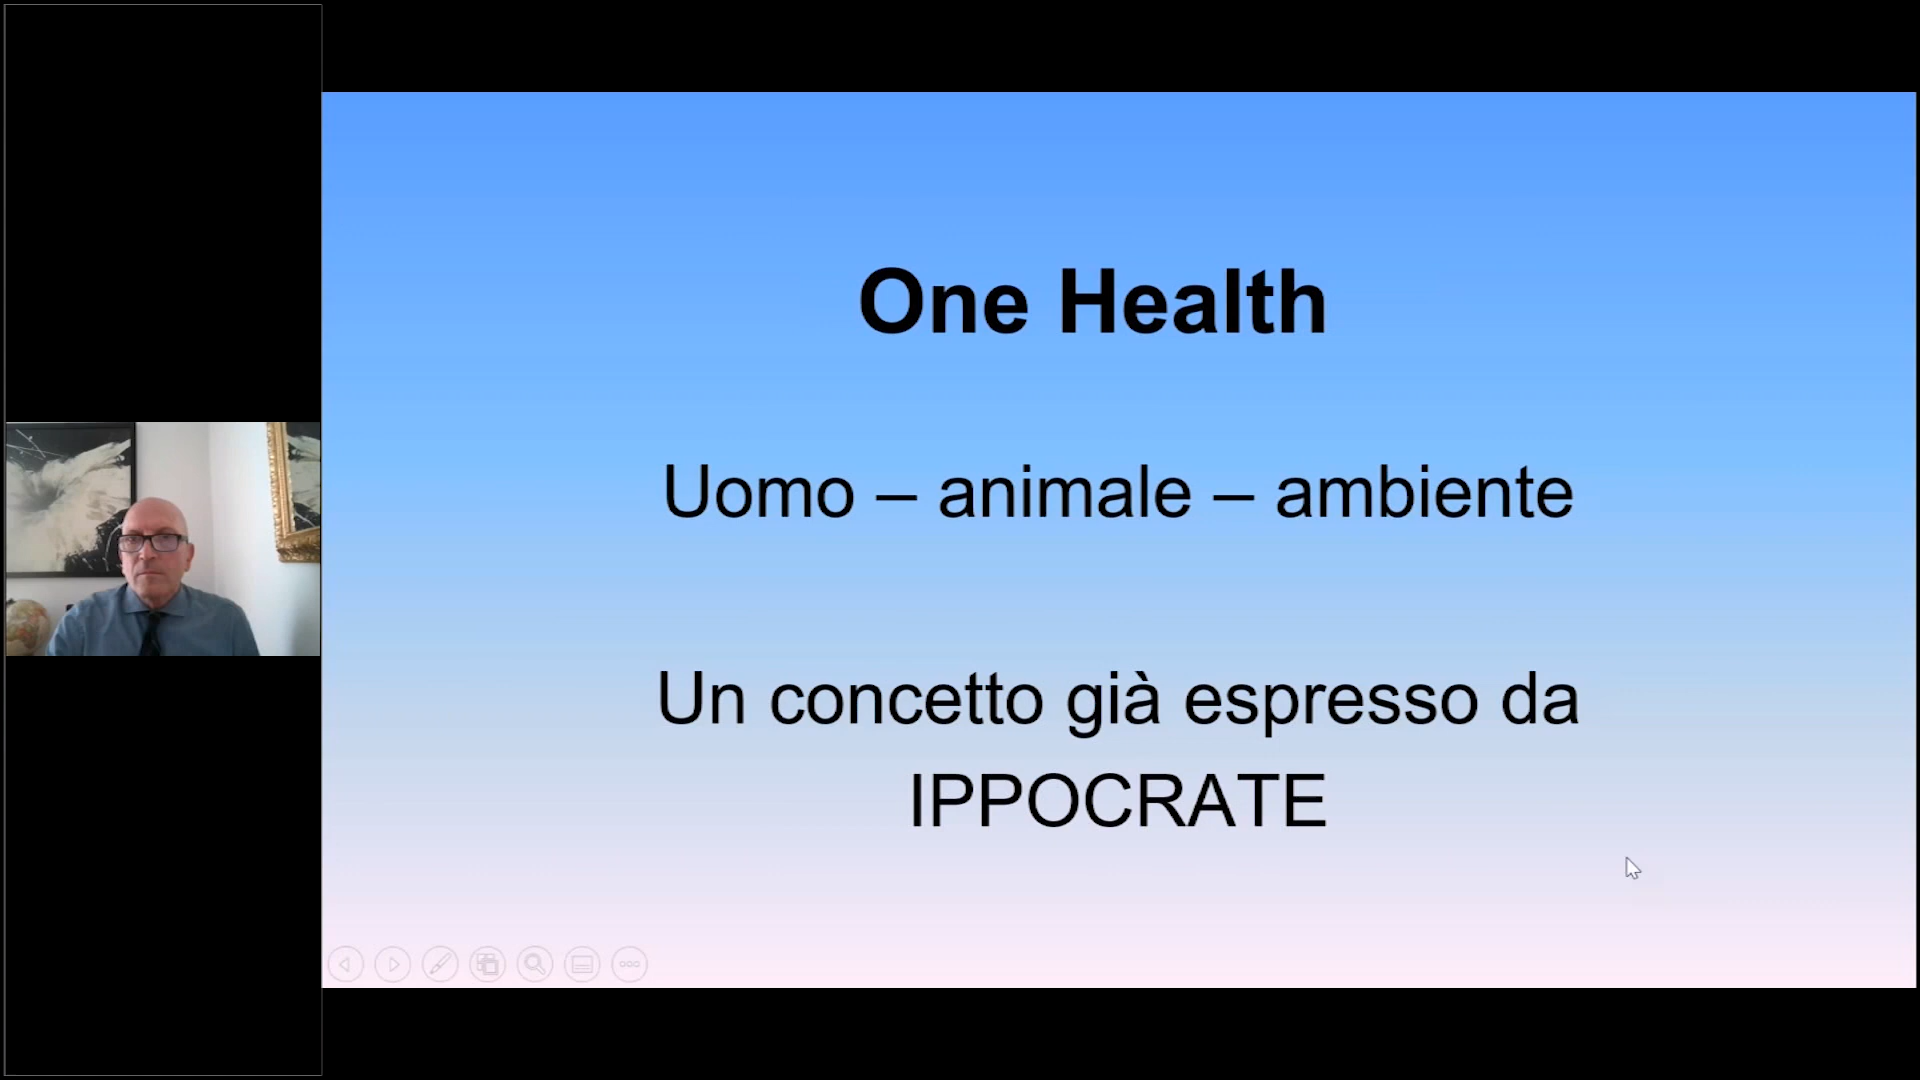 One Health
Uomo – animale – ambiente
Un concetto già espresso da
IPPOCRATE